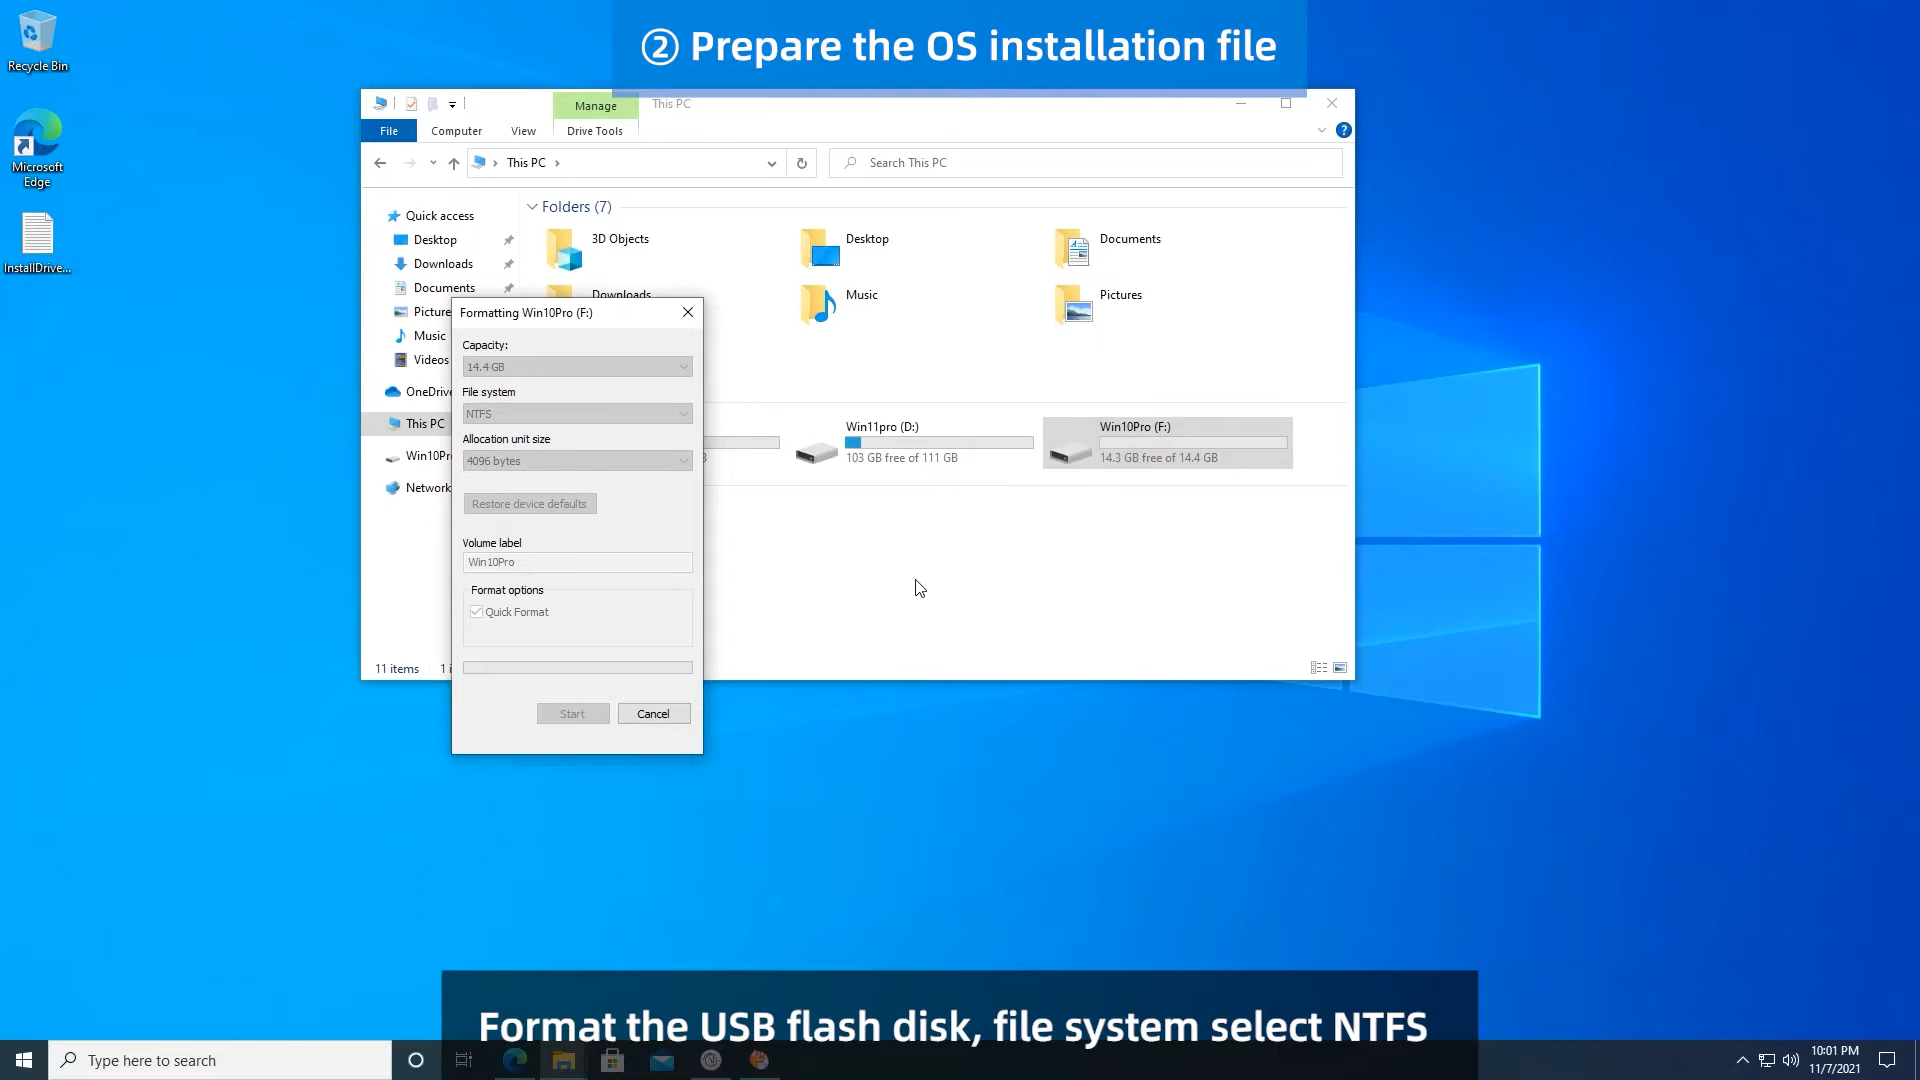 ② Prepare the OS installation file
Recycle Bin
Microsoft
Edge
InstallDrive...
Manage
This PC
File
Computer
View
Drive Tools
This PC
Search This PC
Quick access
Desktop
Downloads
Documents
Music
Videos
This PC
Network
Folders (7)
3D Objects
Desktop
Documents
Downloads
Music
Pictures
Win11pro (D:)
103 GB free of 111 GB
Win10Pro (F:)
14.3 GB free of 14.4 GB
11 items
Formatting Win10Pro (F:)
Capacity:
14.4 GB
File system
NTFS
Allocation unit size
4096 bytes
Restore device defaults
Volume label
Win10Pro
Format options
Quick Format
Start
Cancel
Format the USB flash disk, file system select NTFS
Type here to search
10:01 PM
11/7/2021